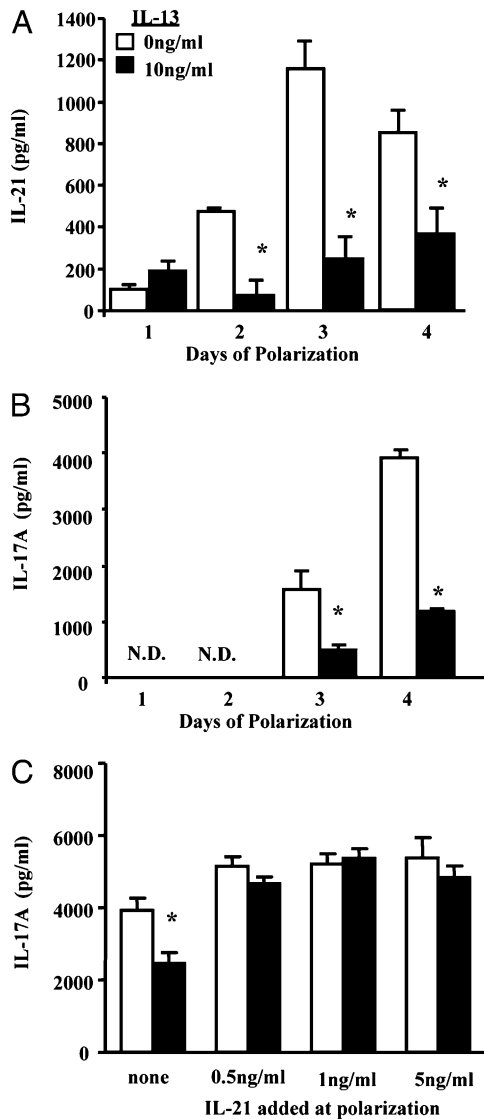 A
IL-13
0ng/ml
10ng/ml
1400
1200
1000
800
600
400
200
0
IL-21 (pg/ml)
*
*
*
1 2 3 4
Days of Polarization
B
5000
4000
3000
2000
1000
0
IL-17A (pg/ml)
N.D. N.D.
*
*
1 2 3 4
Days of Polarization
C
8000
6000
4000
2000
0
IL-17A (pg/ml)
*
none 0.5ng/ml 1ng/ml 5ng/ml
IL-21 added at polarization